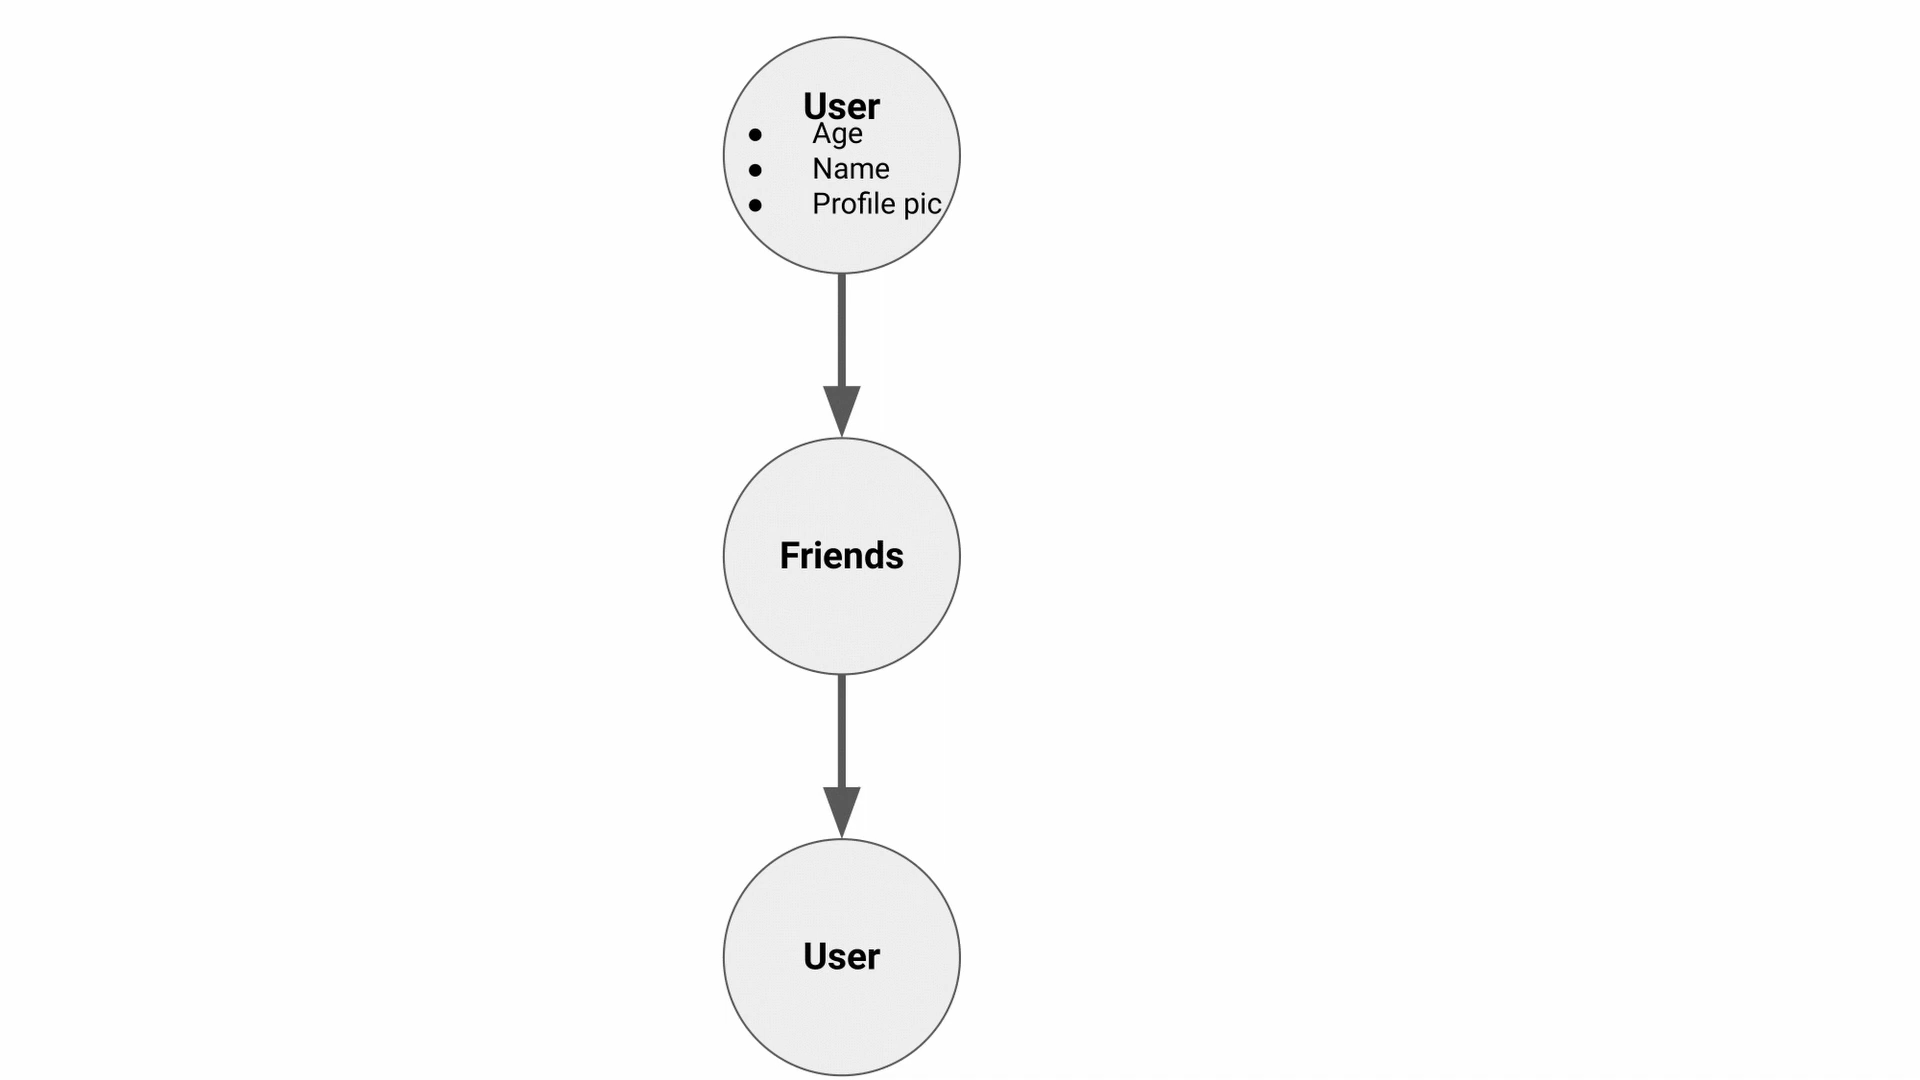 User
● Age
● Name
● Profile pic
Friends
User